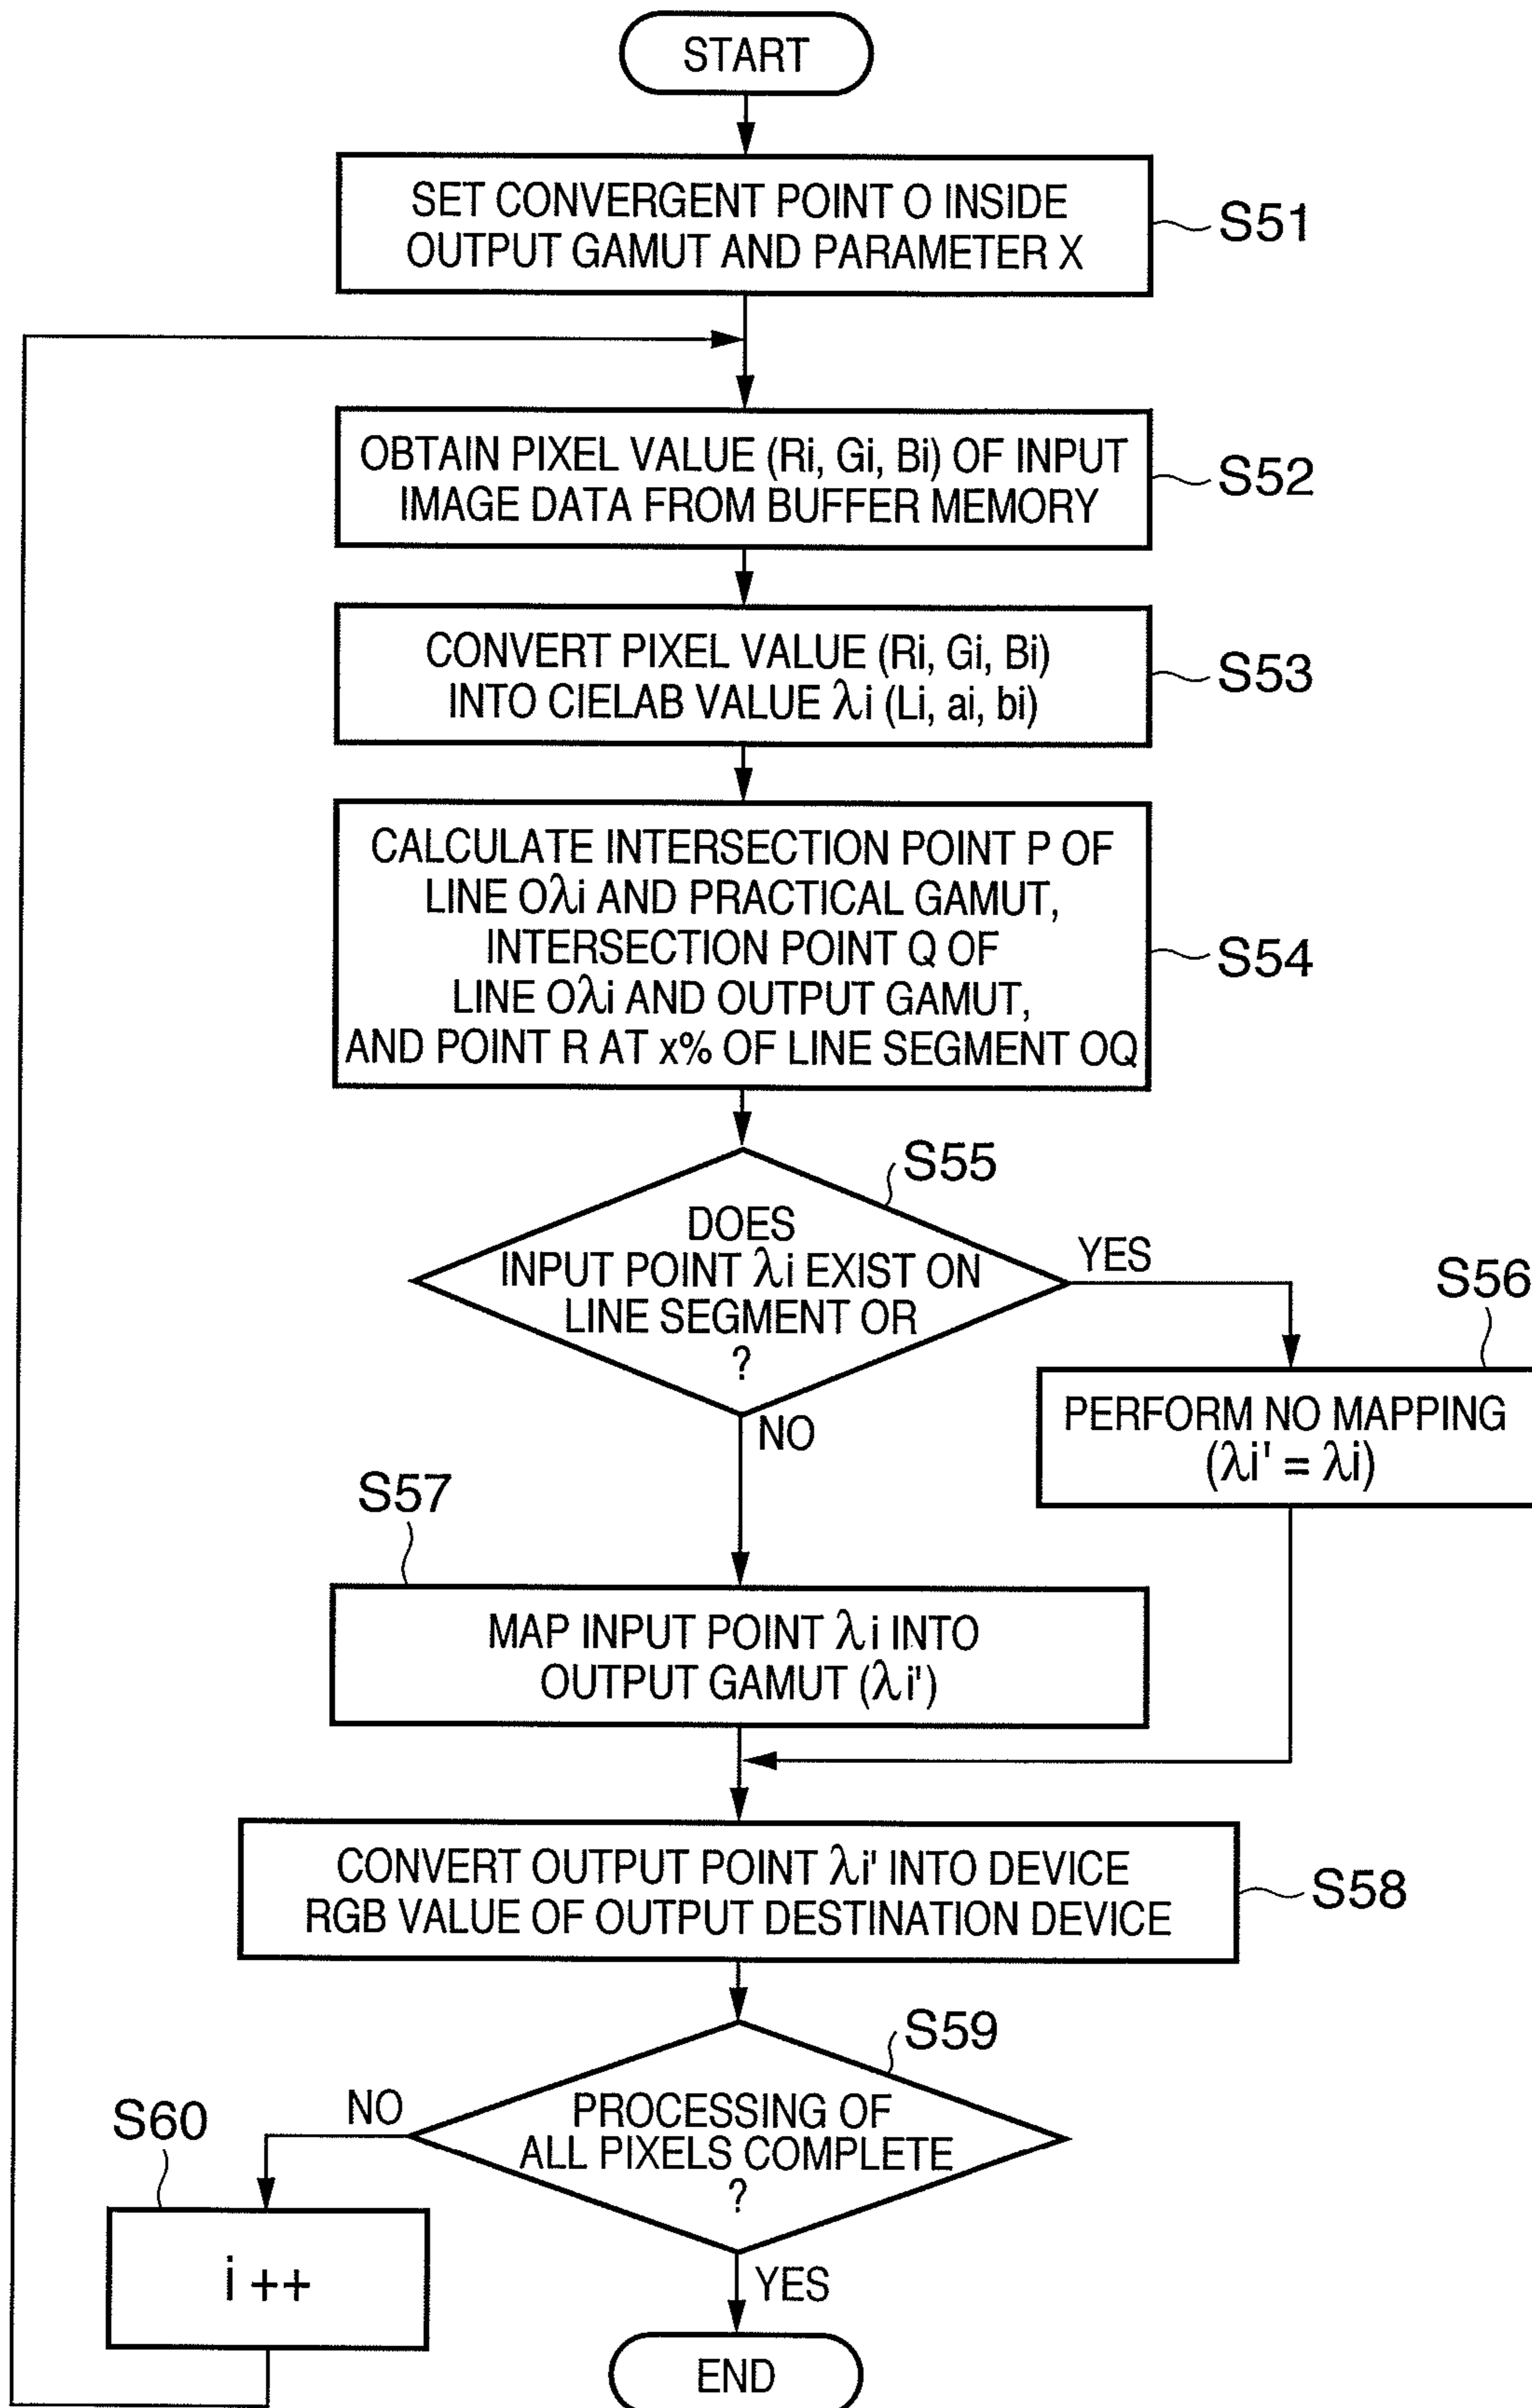 START
SET CONVERGENT POINT O INSIDE
OUTPUT GAMUT AND PARAMETER X
S51
OBTAIN PIXEL VALUE (Ri, Gi, Bi) OF INPUT
IMAGE DATA FROM BUFFER MEMORY
S52
CONVERT PIXEL VALUE (Ri, Gi, Bi)
INTO CIELAB VALUE λi (Li, ai, bi)
S53
CALCULATE INTERSECTION POINT P OF
LINE Oλi AND PRACTICAL GAMUT,
INTERSECTION POINT Q OF
LINE Oλi AND OUTPUT GAMUT,
AND POINT R AT x% OF LINE SEGMENT OQ
S54
S55
DOES
INPUT POINT λi EXIST ON
LINE SEGMENT OR
?
YES
NO
S56
PERFORM NO MAPPING
(λi' = λi)
S57
MAP INPUT POINT λi INTO
OUTPUT GAMUT (λi')
CONVERT OUTPUT POINT λi' INTO DEVICE
RGB VALUE OF OUTPUT DESTINATION DEVICE
S58
S59
PROCESSING OF
ALL PIXELS COMPLETE
?
NO
S60
i ++
YES
END